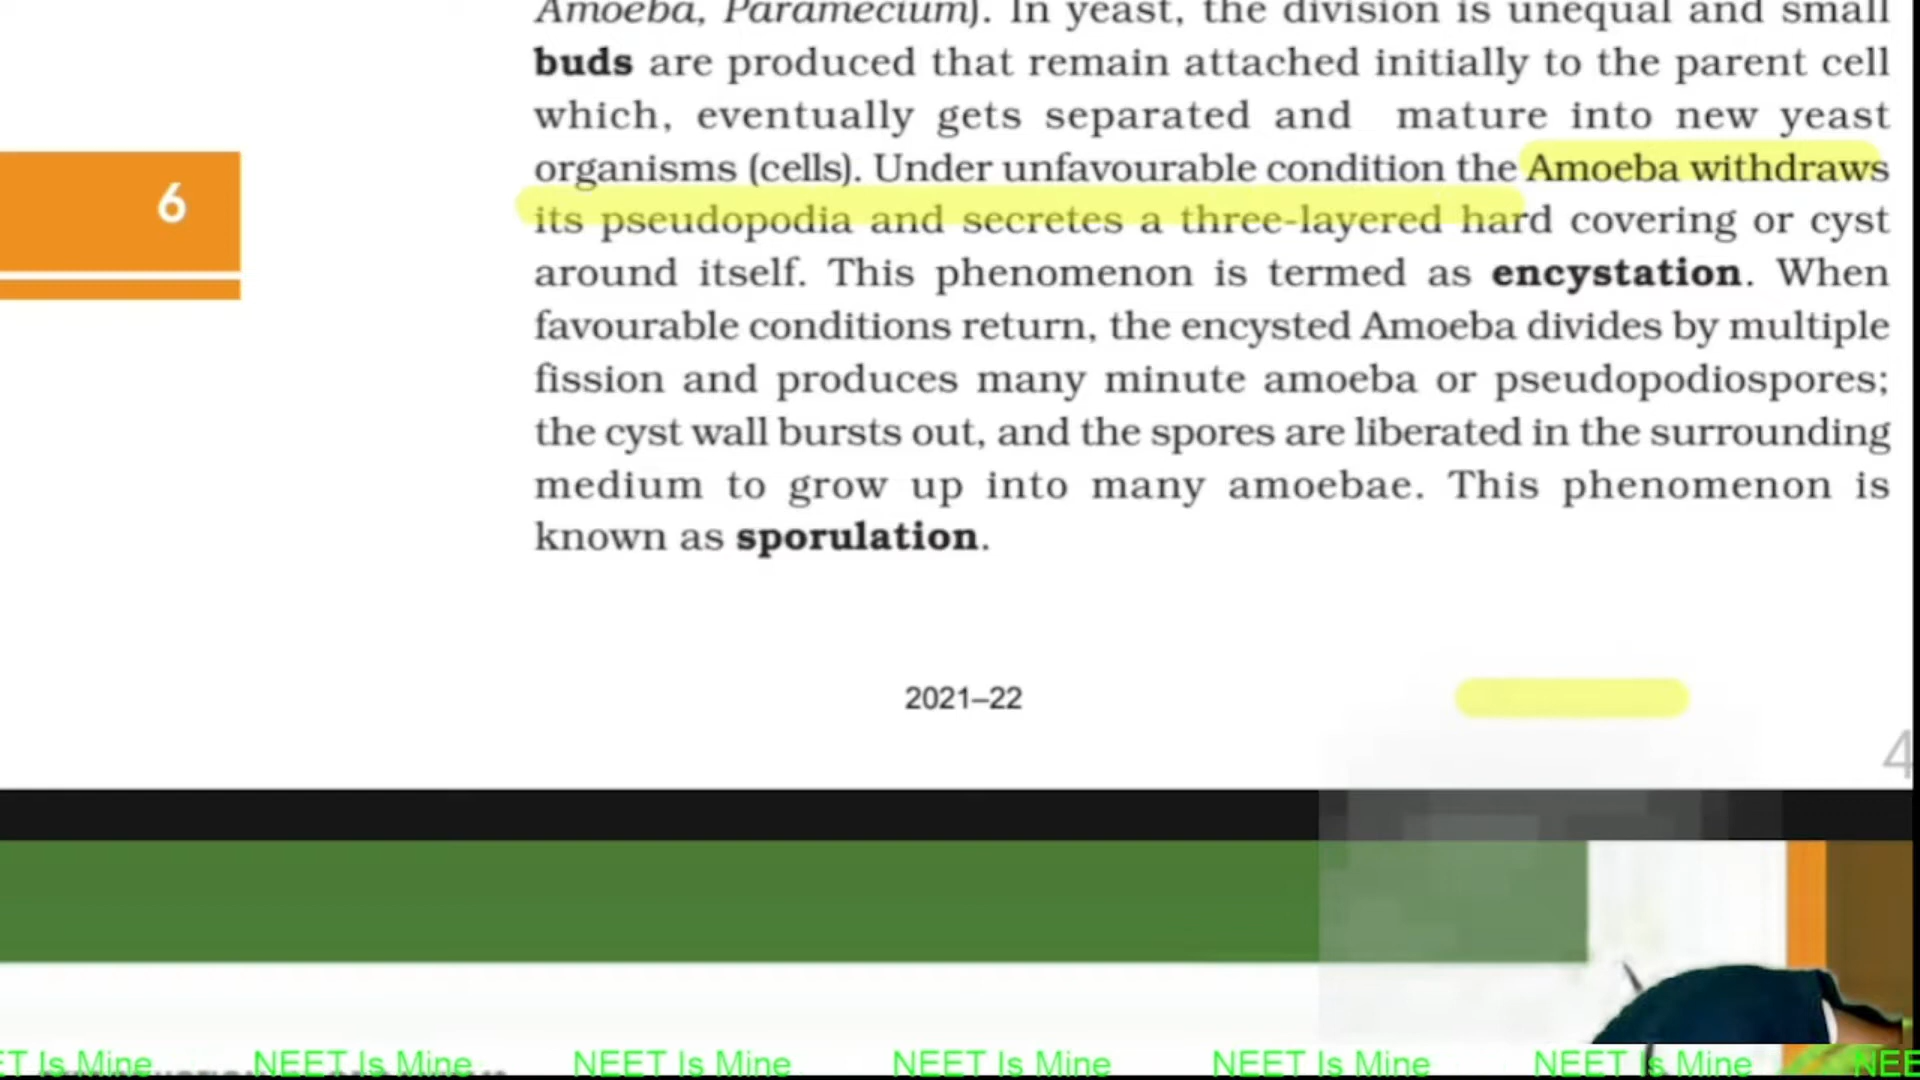 Amoeba, Paramecium). In yeast, the division is unequal and small
buds are produced that remain attached initially to the parent cell
which, eventually gets separated and mature into new yeast
organisms (cells). Under unfavourable condition the Amoeba withdraws
its pseudopodia and secretes a three-layered hard covering or cyst
around itself. This phenomenon is termed as encystation. When
favourable conditions return, the encysted Amoeba divides by multiple
fission and produces many minute amoeba or pseudopodiospores;
the cyst wall bursts out, and the spores are liberated in the surrounding
medium to grow up into many amoebae. This phenomenon is
known as sporulation.
6
2021–22
4
ET Is Mine NEET Is Mine NEET Is Mine NEET Is Mine NEET Is Mine NEET Is Mine NEE